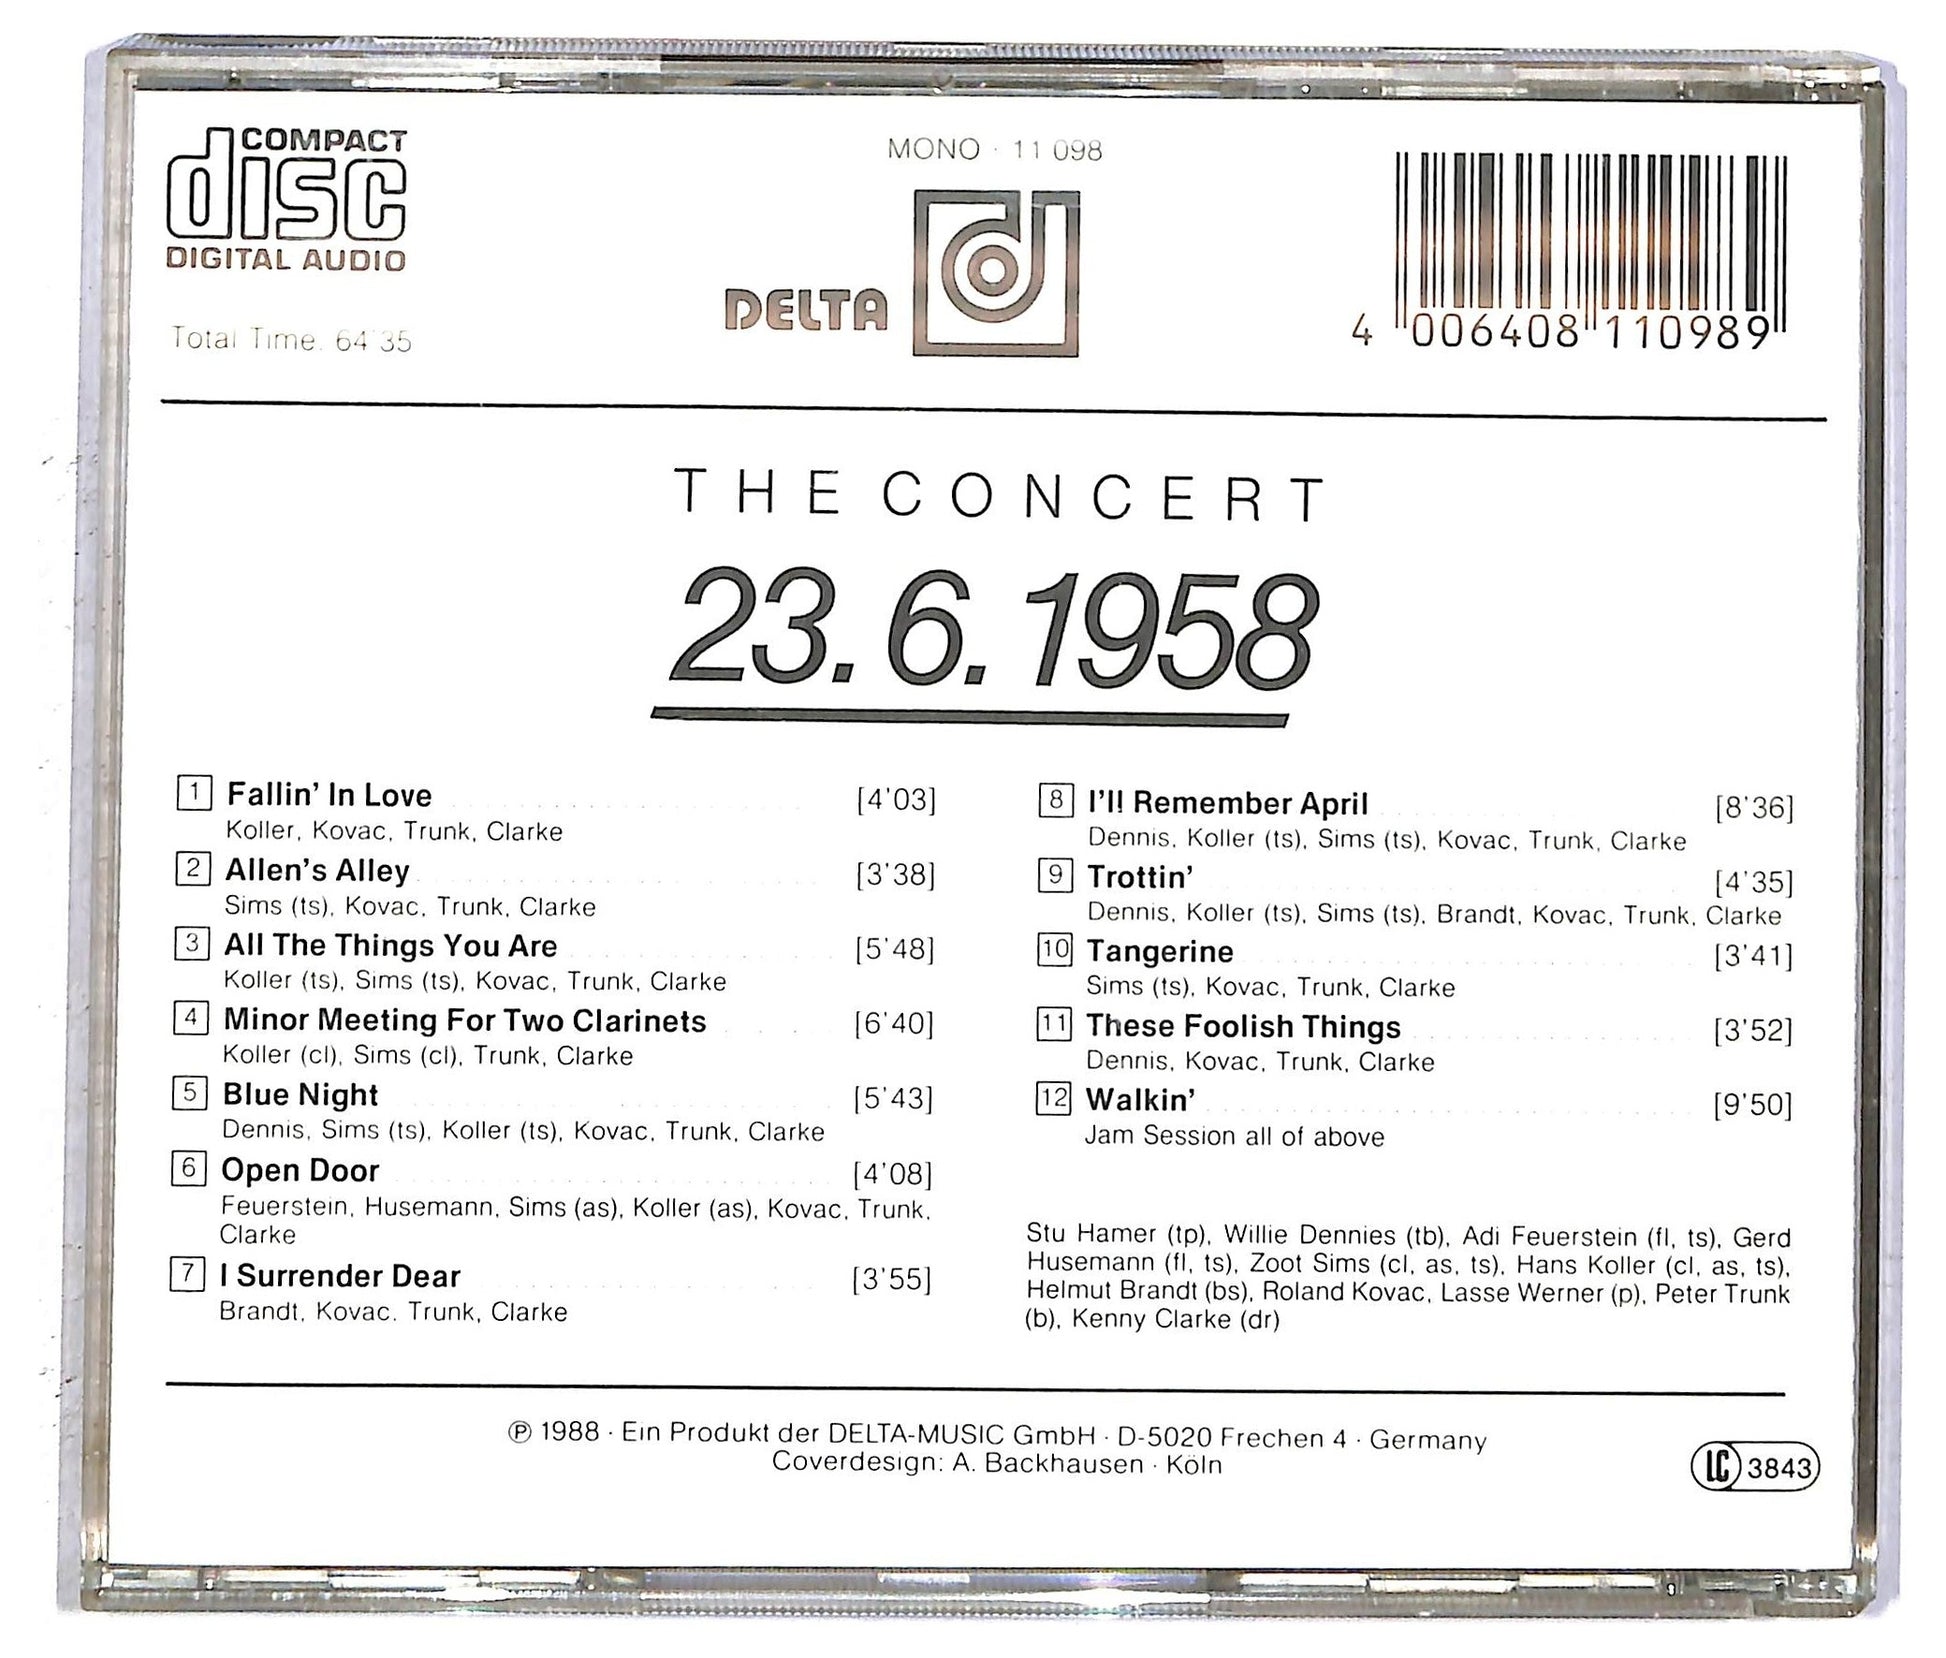 COMPACT
disc
DIGITAL AUDIO
Total Time: 64'35
MONO · 11 098
DELTA
4 006408 110989
THE CONCERT
23.6.1958
1 Fallin' In Love [4'03]
Koller, Kovac, Trunk, Clarke
2 Allen's Alley [3'38]
Sims (ts), Kovac, Trunk, Clarke
3 All The Things You Are [5'48]
Koller (ts), Sims (ts), Kovac, Trunk, Clarke
4 Minor Meeting For Two Clarinets [6'40]
Koller (cl), Sims (cl), Trunk, Clarke
5 Blue Night [5'43]
Dennis, Sims (ts), Koller (ts), Kovac, Trunk, Clarke
6 Open Door [4'08]
Feuerstein, Husemann, Sims (as), Koller (as), Kovac, Trunk,
Clarke
7 I Surrender Dear [3'55]
Brandt, Kovac, Trunk, Clarke
8 I'll Remember April [8'36]
Dennis, Koller (ts), Sims (ts), Kovac, Trunk, Clarke
9 Trottin' [4'35]
Dennis, Koller (ts), Sims (ts), Brandt, Kovac, Trunk, Clarke
10 Tangerine [3'41]
Sims (ts), Kovac, Trunk, Clarke
11 These Foolish Things [3'52]
Dennis, Kovac, Trunk, Clarke
12 Walkin' [9'50]
Jam Session all of above
Stu Hamer (tp), Willie Dennies (tb), Adi Feuerstein (fl, ts), Gerd
Husemann (fl, ts), Zoot Sims (cl, as, ts), Hans Koller (cl, as, ts),
Helmut Brandt (bs), Roland Kovac, Lasse Werner (p), Peter Trunk
(b), Kenny Clarke (dr)
℗ 1988 · Ein Produkt der DELTA-MUSIC GmbH · D-5020 Frechen 4 · Germany
Coverdesign: A. Backhausen · Köln
LC 3843